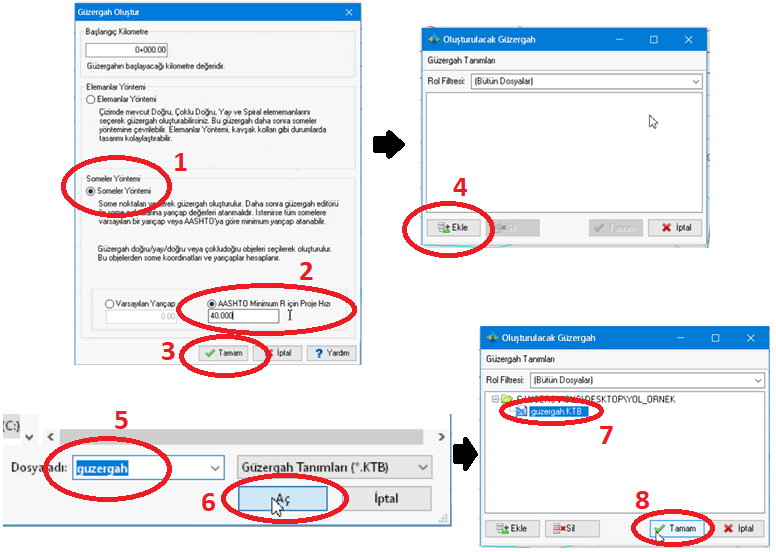 Güzergah Oluştur
Başlangıç Kilometre
0+000.00
Güzergahın başlayacağı kilometre değeridir.
Elemanlar Yöntemi
Elemanlar Yöntemi
Çizimde mevcut Doğru, Çoklu Doğru, Yay ve Spiral elememanlarını
seçerek güzergah oluşturabilirsiniz. Bu güzergah daha sonra someler
yöntemine çevrilebilir. Elemanlar Yöntemi, kavşak kolları gibi durumlarda
tasarımı kolaylaştırabilir.
1
Someler Yöntemi
Someler Yöntemi
Some noktaları verilerek güzergah oluşturulur. Daha sonra güzergah editörü
ile some noktalarına yarıçap değerleri atanmalıdır. İstenirse tüm somelere
varsayılan bir yarıçap veya AASHTO'ya göre minimum yarıçap atanabilir.
Güzergah doğru/yay/doğru veya çokludoğru objeleri seçilerek oluşturulur.
Bu objelerden some koordinatları ve yarıçaplar hesaplanır.
2
Varsayılan Yarıçap
AASHTO Minimum R için Proje Hızı
0.00
40.000
3
Tamam
İptal
Yardım
Oluşturulacak Güzergah
Güzergah Tanımları
Rol Filtresi:
(Bütün Dosyalar)
4
Ekle
Sil
Tamam
İptal
(C:)
5
Dosya adı:
guzergah
Güzergah Tanımları (*.KTB)
6
Aç
İptal
Oluşturulacak Güzergah
Güzergah Tanımları
Rol Filtresi:
(Bütün Dosyalar)
\DESKTOP\YOL_ORNEK
guzergah.KTB
7
8
Ekle
Sil
Tamam
İptal